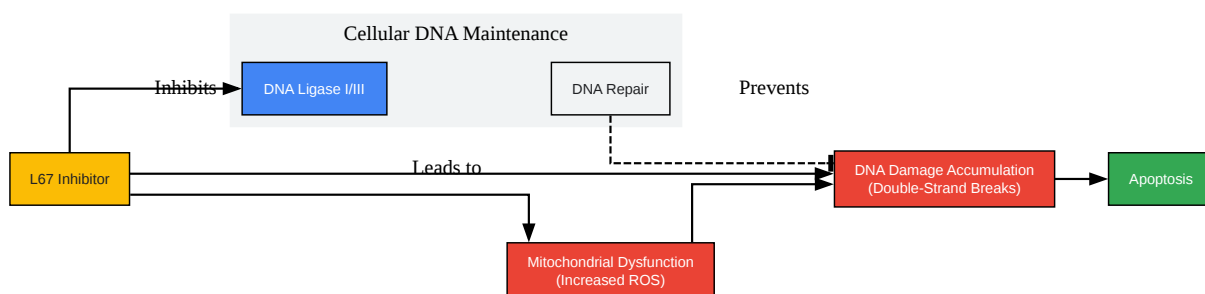 Cellular DNA Maintenance
Inhibits
DNA Ligase I/III
DNA Repair
Prevents
L67 Inhibitor
Leads to
DNA Damage Accumulation
(Double-Strand Breaks)
Apoptosis
Mitochondrial Dysfunction
(Increased ROS)